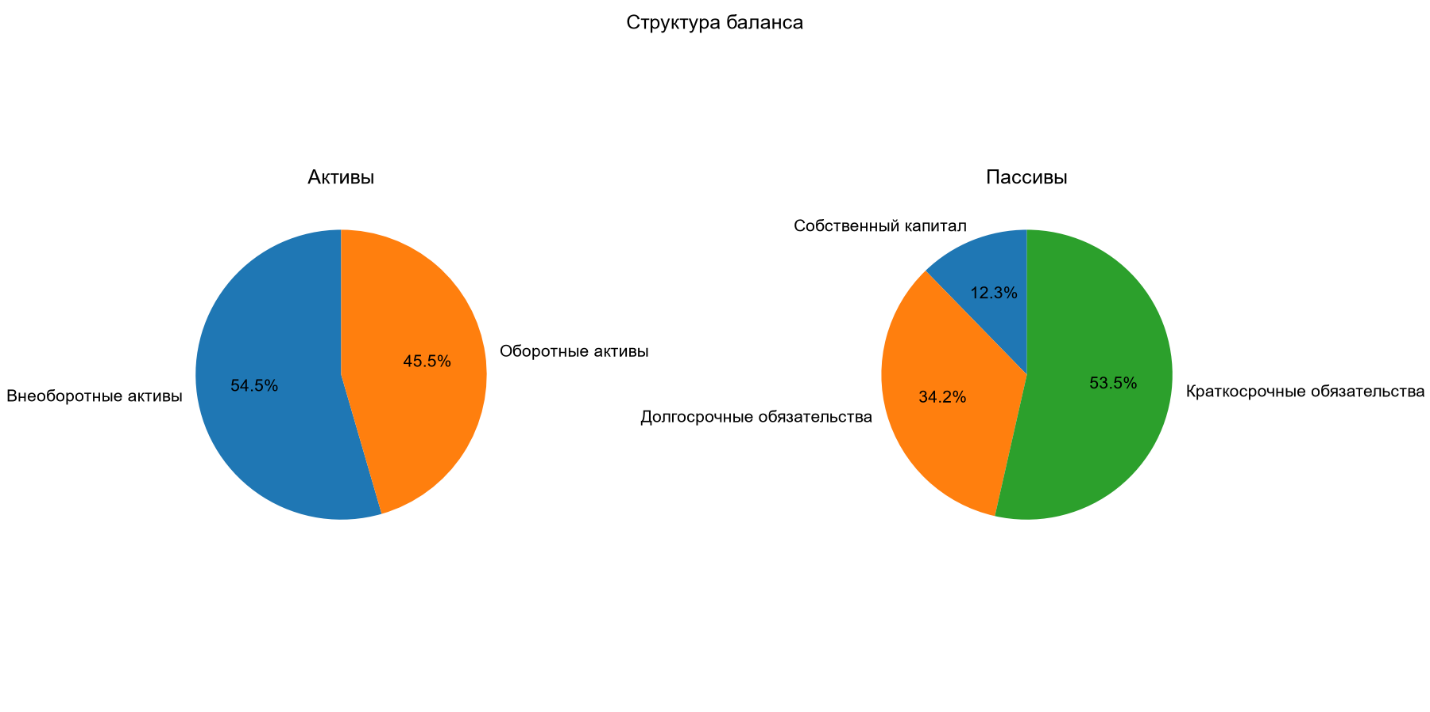 Структура баланса
Активы
Внеоборотные активы
54.5%
45.5%
Оборотные активы
Пассивы
Собственный капитал
12.3%
Долгосрочные обязательства
34.2%
53.5%
Краткосрочные обязательства